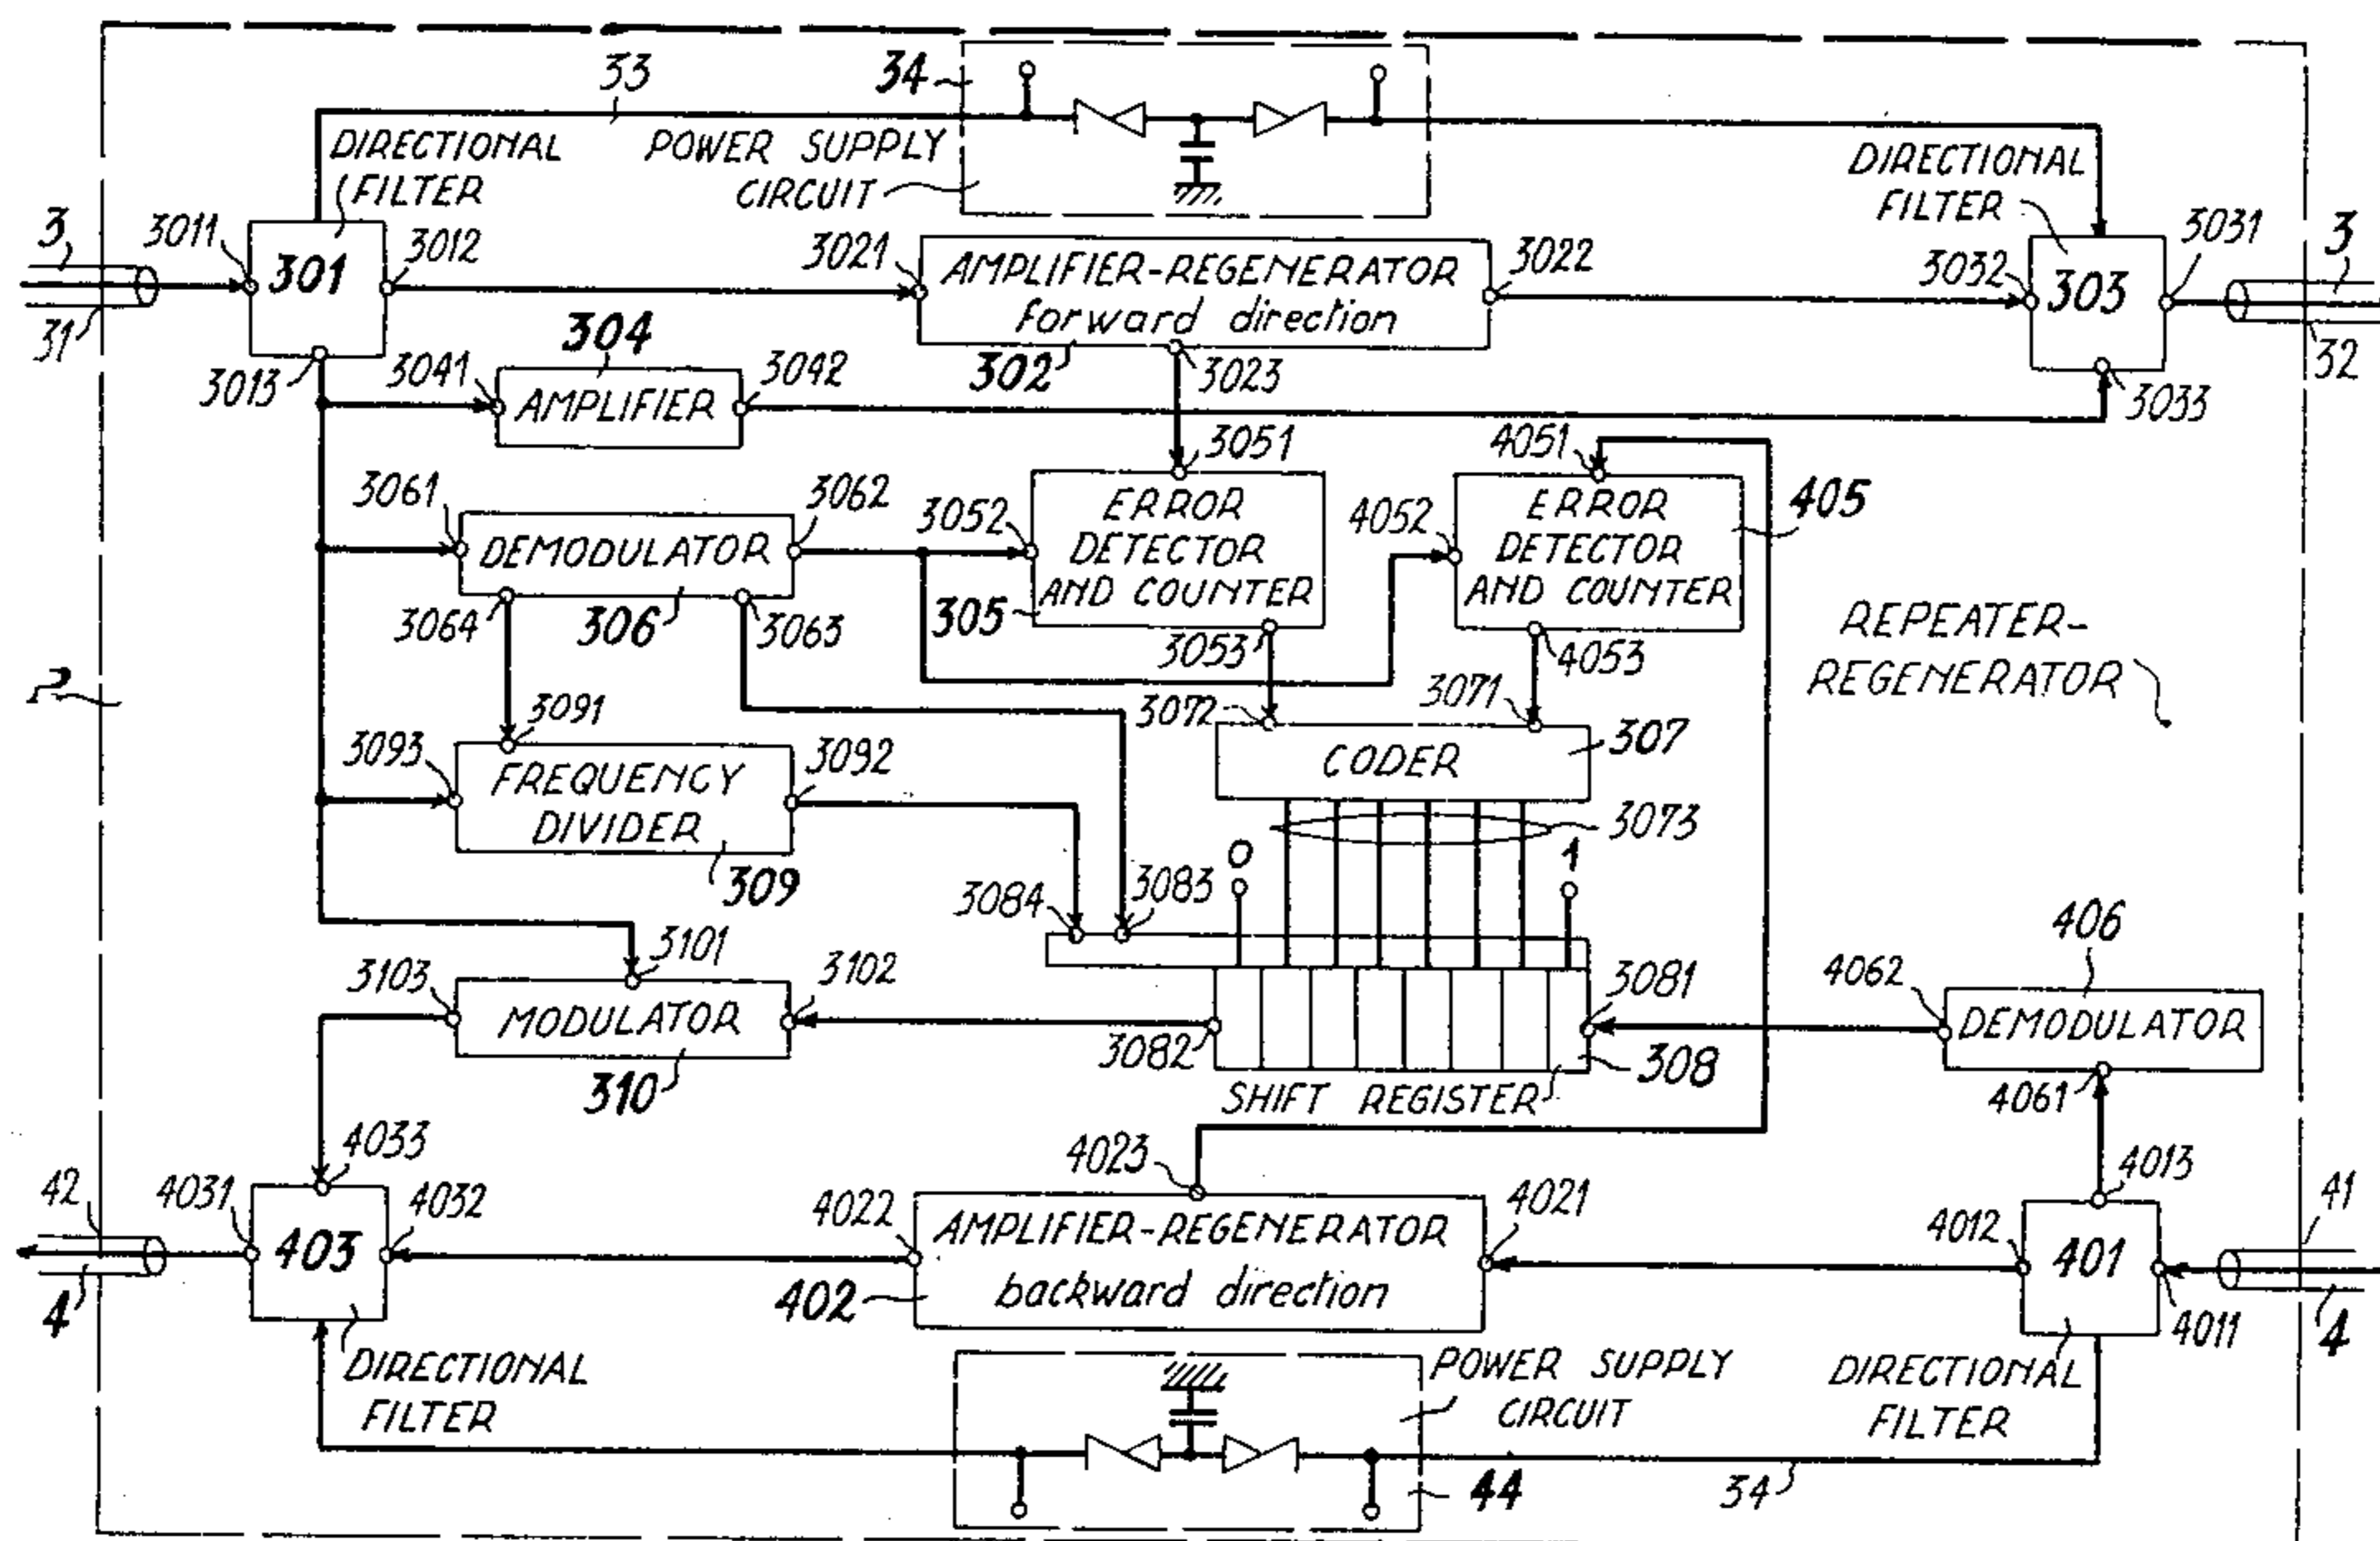 33
34
DIRECTIONAL
FILTER
POWER SUPPLY
CIRCUIT
DIRECTIONAL
FILTER
3
3011
301
3012
3021
AMPLIFIER-REGENERATOR
forward direction
3022
3032
303
3031
3
31
3013
304
3041
AMPLIFIER
3042
302
3023
3033
32
3051
4051
3061
DEMODULATOR
3062
3052
ERROR
DETECTOR
AND COUNTER
4052
ERROR
DETECTOR
AND COUNTER
405
3064
306
3063
305
3053
4053
REPEATER-
REGENERATOR
P
3091
3072
3071
3093
FREQUENCY
DIVIDER
3092
CODER
307
309
3073
0
1
3084
3083
3101
406
3103
MODULATOR
3102
3082
3081
4062
DEMODULATOR
310
308
SHIFT REGISTER
4061
4033
4023
4013
42
4031
403
4032
4022
AMPLIFIER-REGENERATOR
backward direction
4021
4012
401
41
4
402
4011
4
DIRECTIONAL
FILTER
POWER SUPPLY
CIRCUIT
DIRECTIONAL
FILTER
44
34